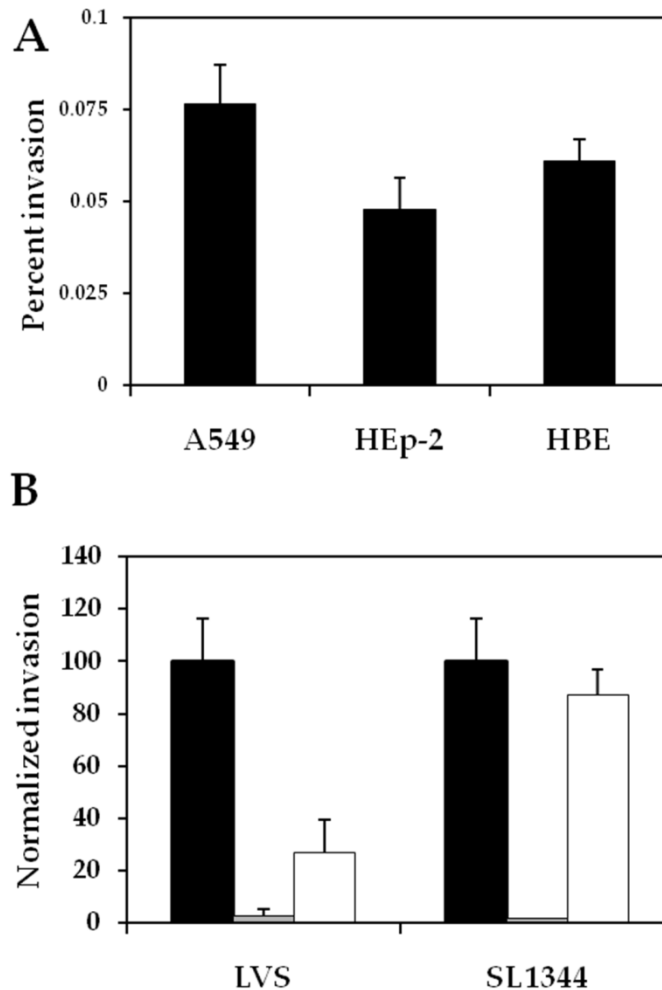 A
Percent invasion
0.1
0.075
0.05
0.025
0
A549 HEp-2 HBE
B
Normalized invasion
140
120
100
80
60
40
20
0
LVS SL1344